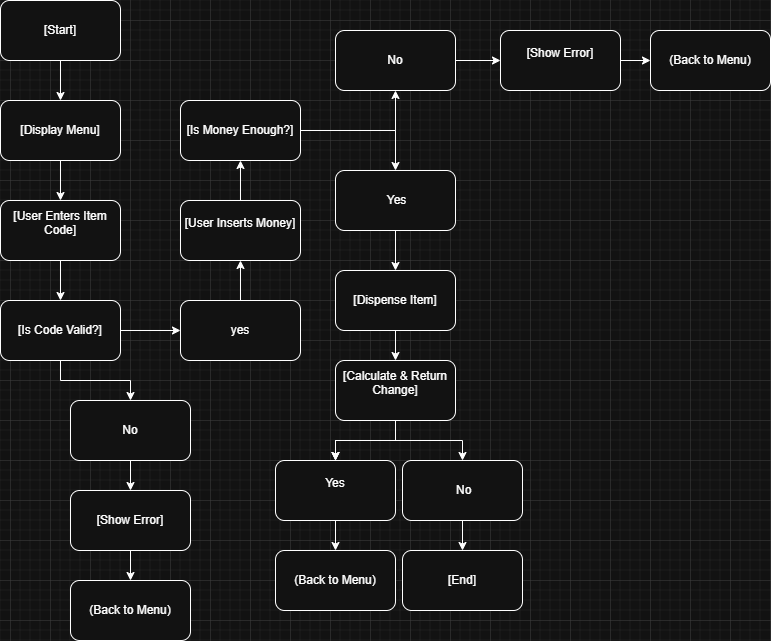 [Start]
[Display Menu]
[User Enters Item
Code]
[Is Code Valid?]
No
[Show Error]
(Back to Menu)
yes
[User Inserts Money]
[Is Money Enough?]
No
[Show Error]
(Back to Menu)
Yes
[Dispense Item]
[Calculate & Return
Change]
Yes
(Back to Menu)
No
[End]